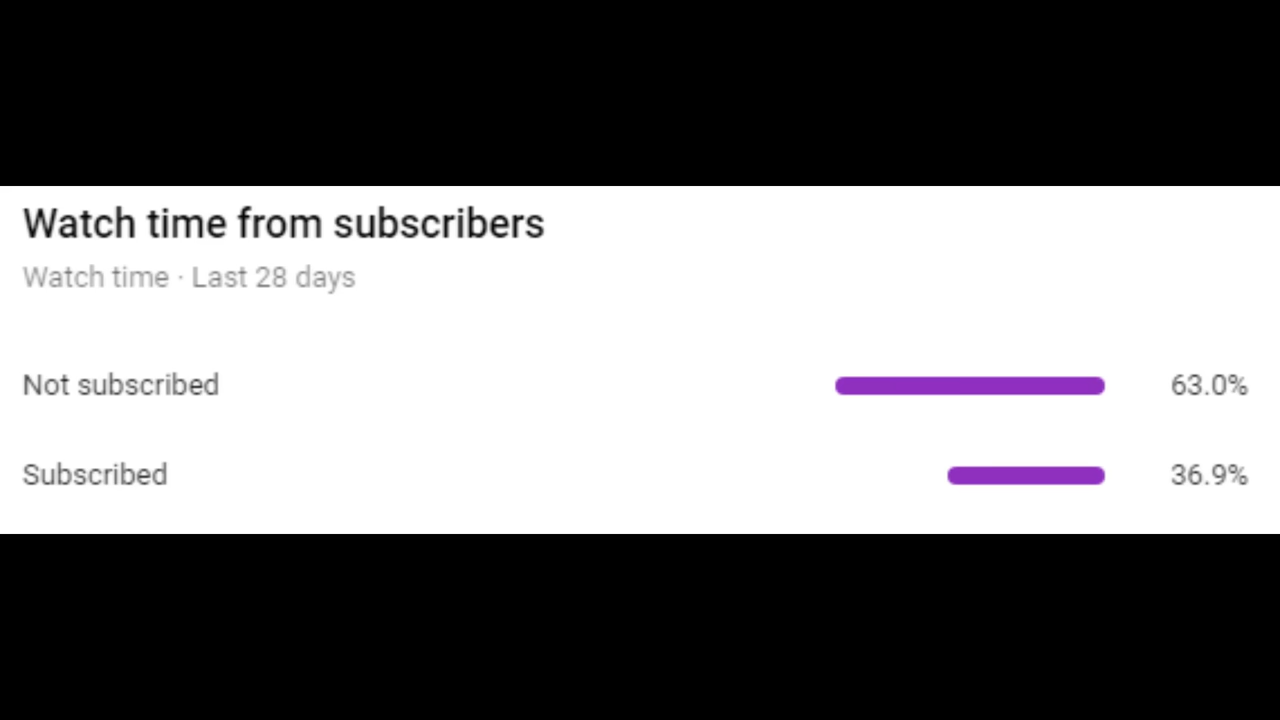 Watch time from subscribers
Watch time · Last 28 days
Not subscribed 63.0%
Subscribed 36.9%